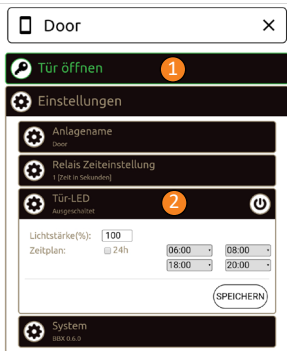 Door
Tür öffnen
1
Einstellungen
Anlagename
Door
Relais Zeiteinstellung
1 [Zeit in Sekunden]
Tür-LED
2
Ausgeschaltet
Lichtstärke(%): 100
Zeitplan: 24h 06:00 08:00
18:00 20:00
SPEICHERN
System
BBX 0.6.0